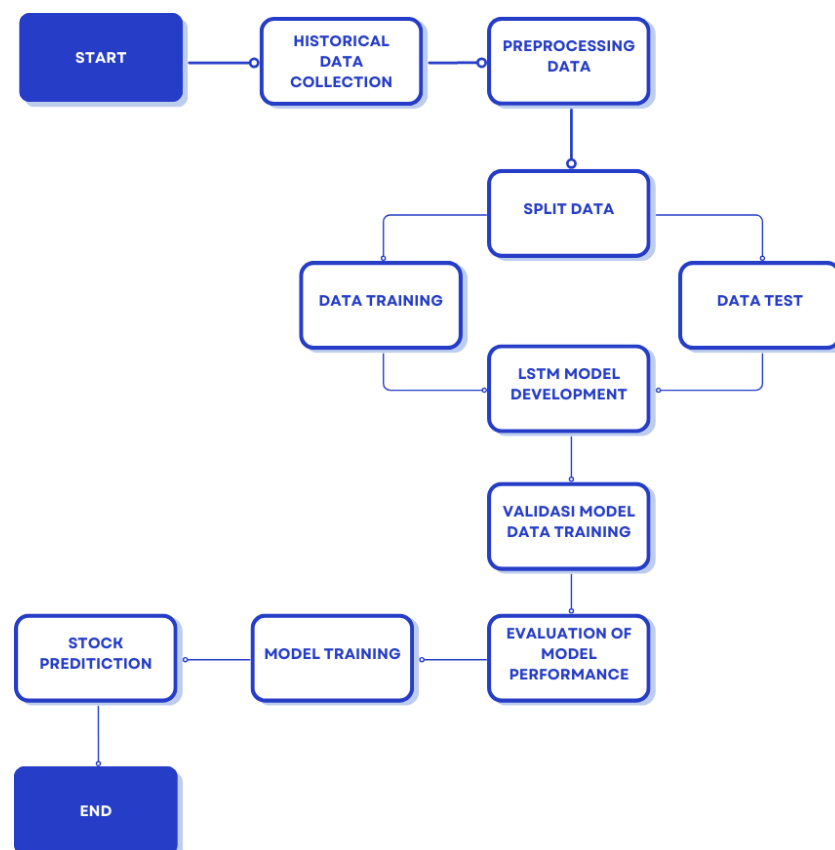 START
HISTORICAL
DATA
COLLECTION
PREPROCESSING
DATA
SPLIT DATA
DATA TRAINING
DATA TEST
LSTM MODEL
DEVELOPMENT
VALIDASI MODEL
DATA TRAINING
EVALUATION OF
MODEL
PERFORMANCE
MODEL TRAINING
STOCK
PREDITICTION
END